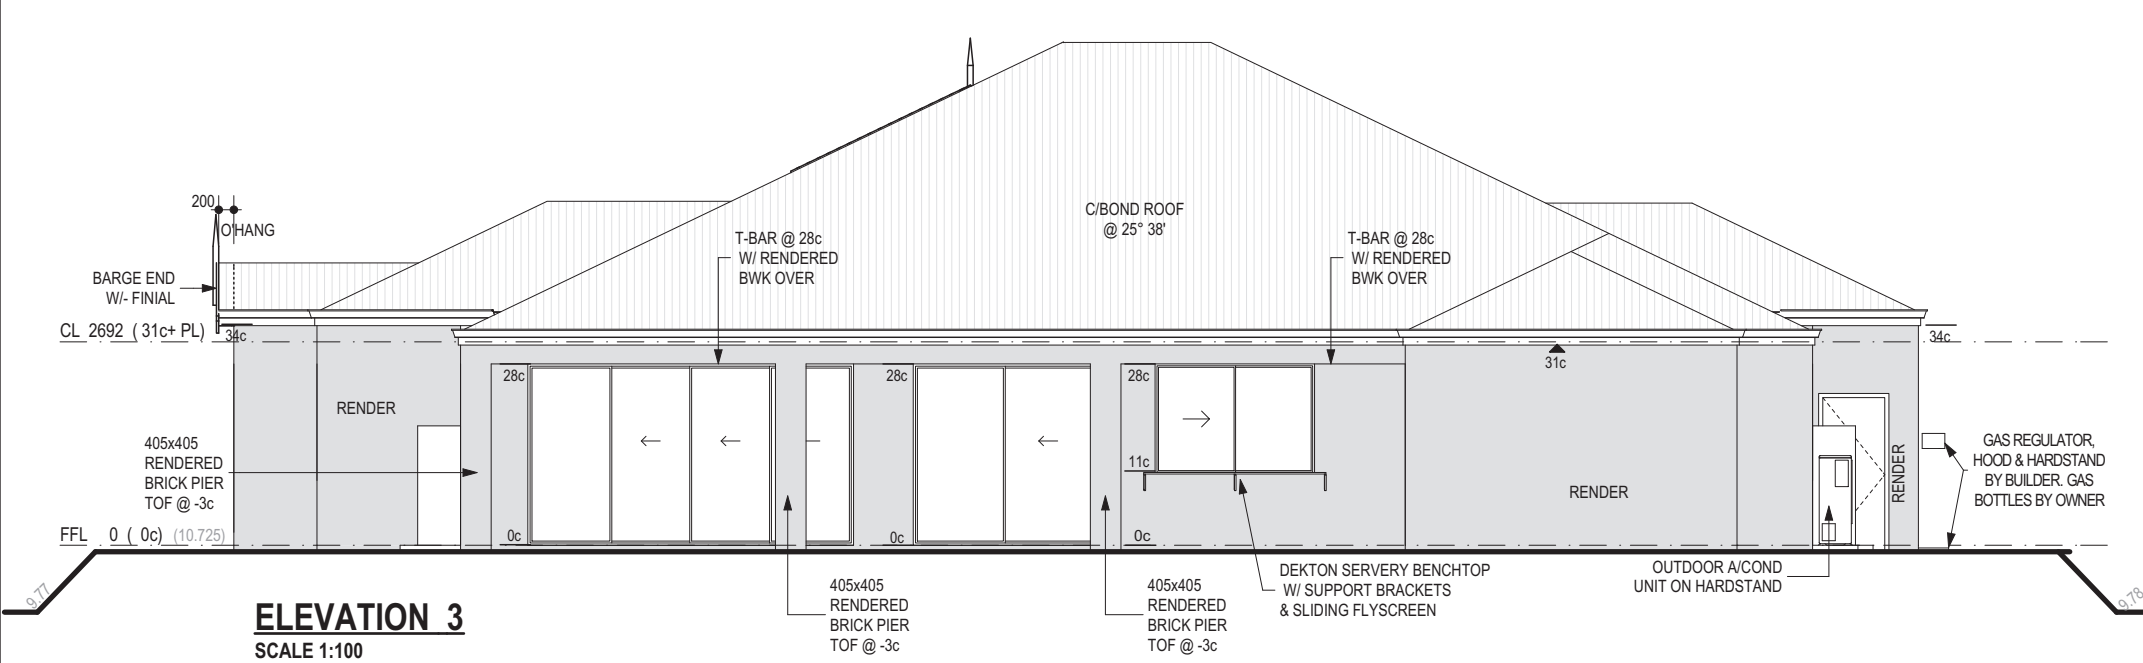 200
O'HANG
BARGE END
W/- FINIAL
CL 2692 ( 31c+ PL)
34c
T-BAR @ 28c
W/ RENDERED
BWK OVER
C/BOND ROOF
@ 25° 38'
T-BAR @ 28c
W/ RENDERED
BWK OVER
34c
31c
28c
28c
28c
RENDER
11c
405x405
RENDERED
BRICK PIER
TOF @ -3c
RENDER
RENDER
GAS REGULATOR,
HOOD & HARDSTAND
BY BUILDER. GAS
BOTTLES BY OWNER
FFL 0 ( 0c) (10.725)
0c
0c
0c
9.77
405x405
RENDERED
BRICK PIER
TOF @ -3c
405x405
RENDERED
BRICK PIER
TOF @ -3c
DEKTON SERVERY BENCHTOP
W/ SUPPORT BRACKETS
& SLIDING FLYSCREEN
OUTDOOR A/COND
UNIT ON HARDSTAND
9.78
ELEVATION 3
SCALE 1:100